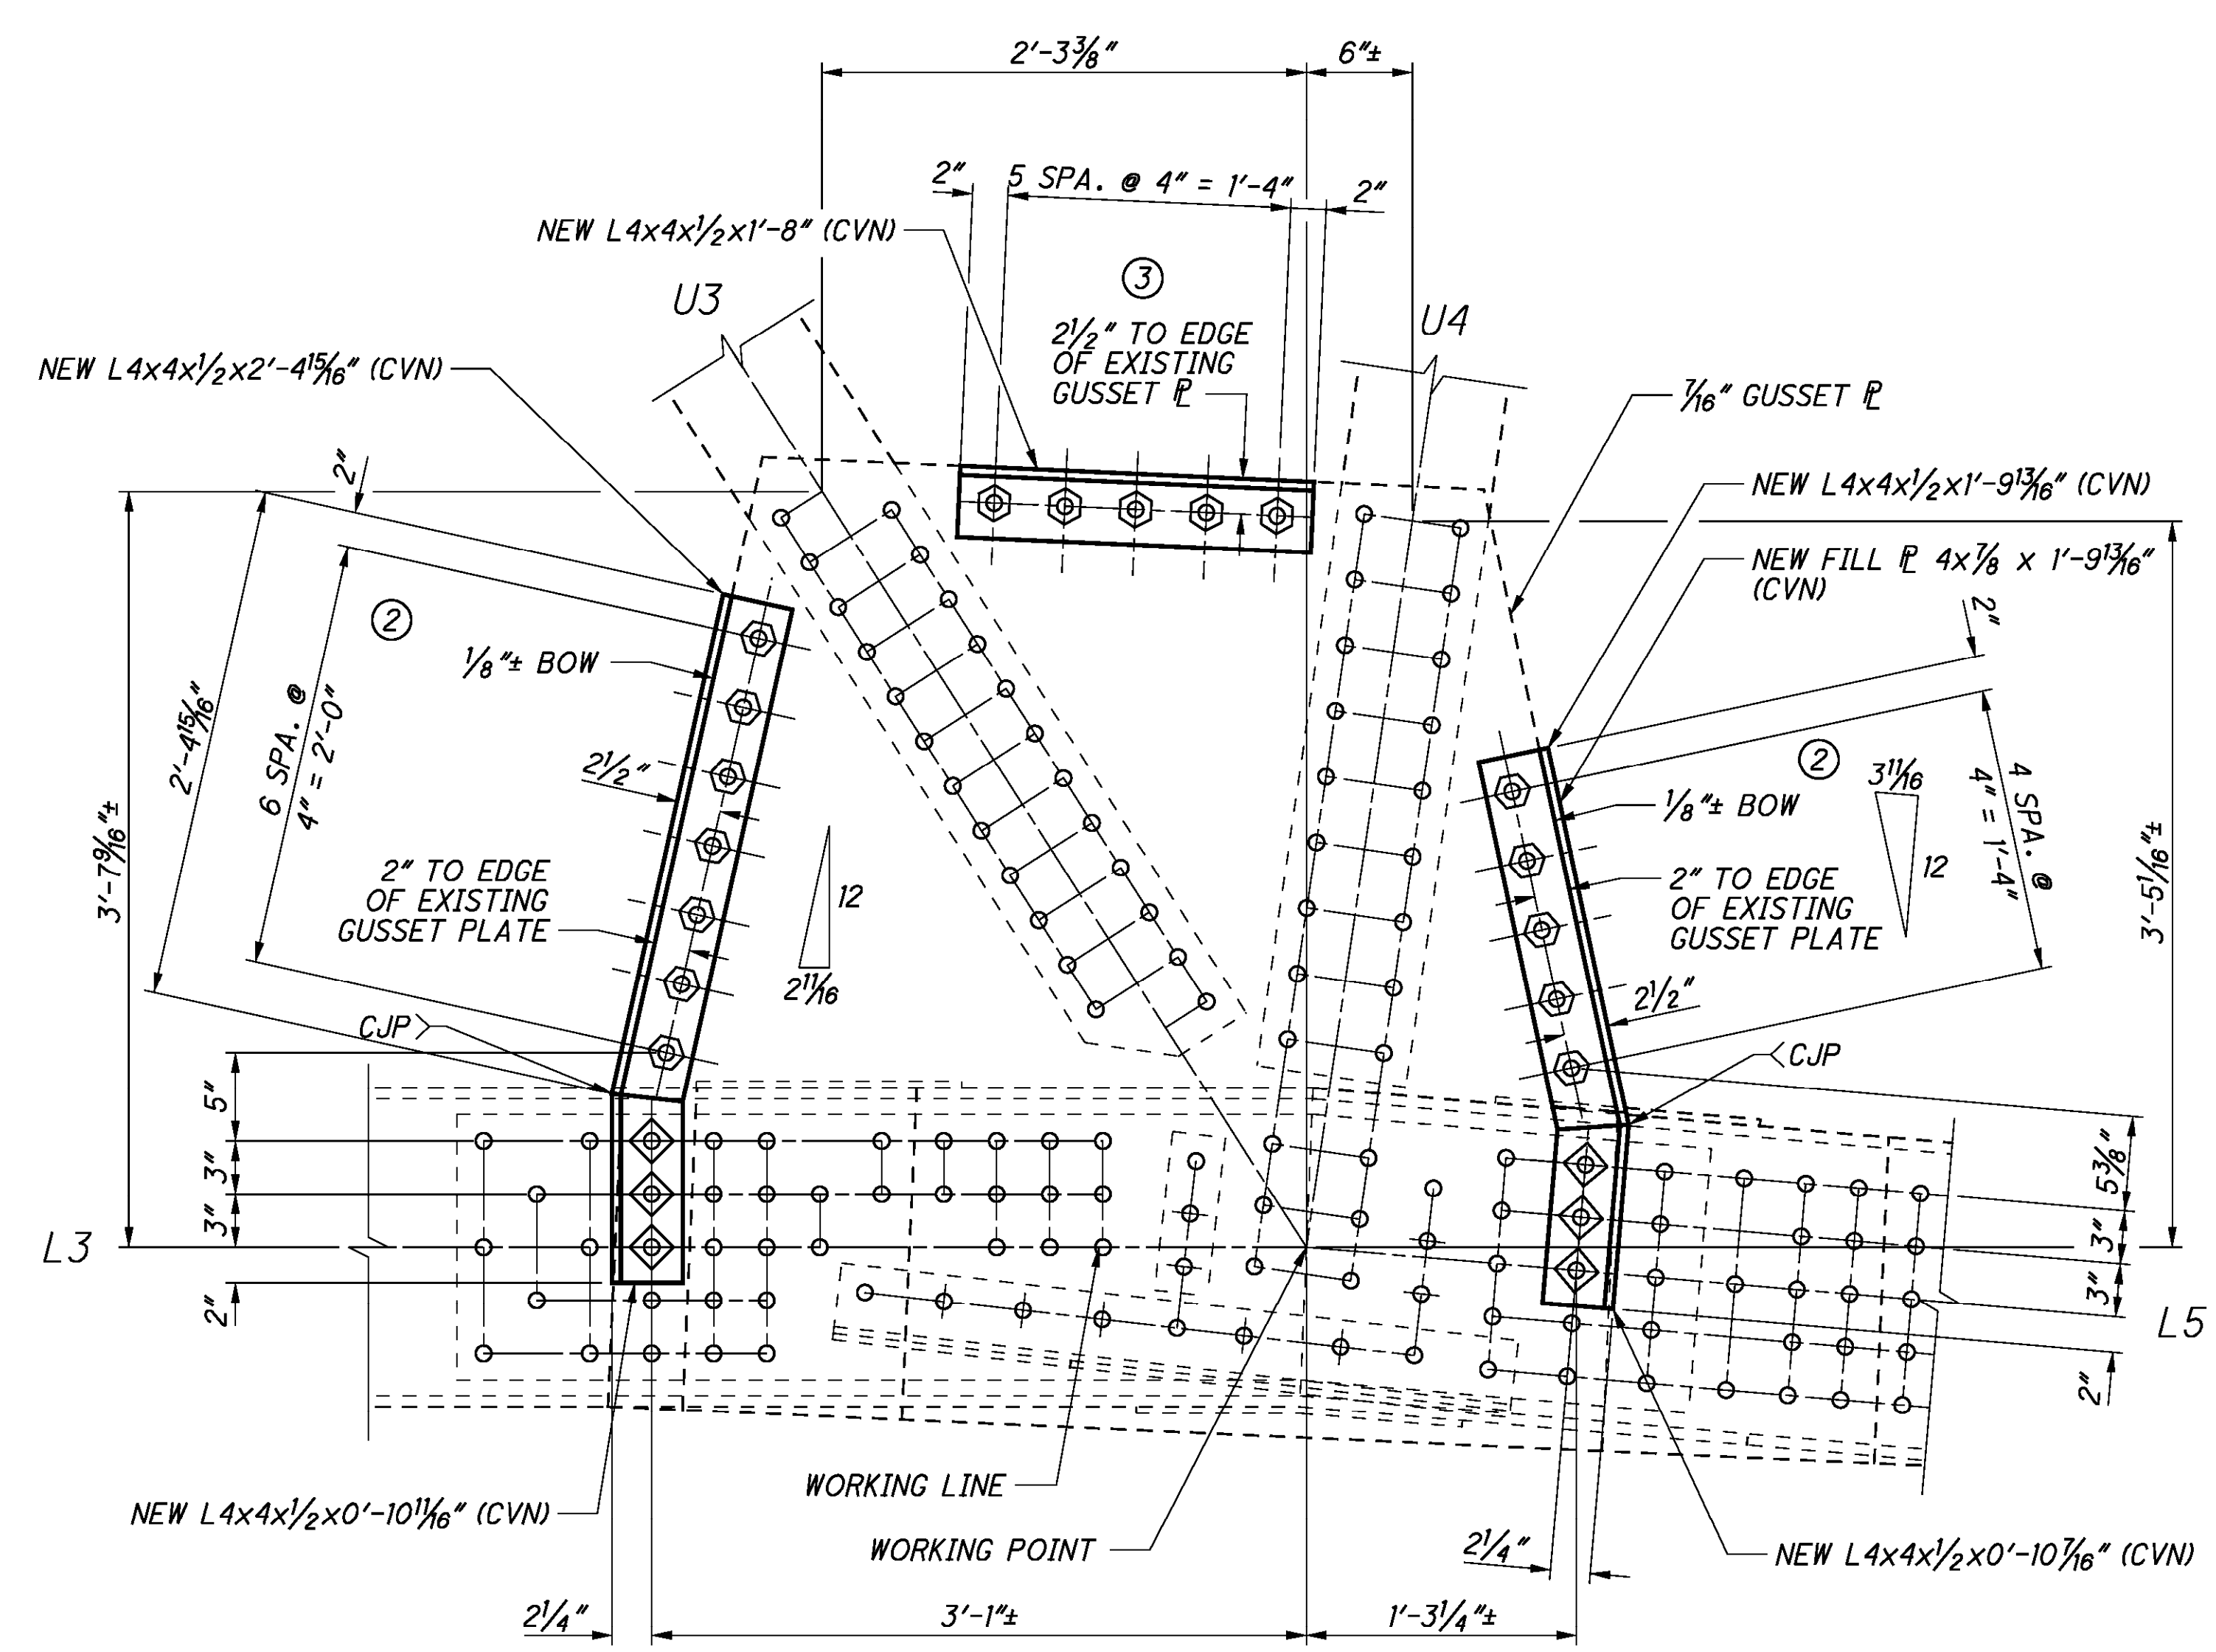 2'-3⅜"
6"±
2"
5 SPA. @ 4" = 1'-4"
2"
NEW L4x4x½x1'-8" (CVN)
③
U3
U4
2½" TO EDGE
OF EXISTING
GUSSET ⅊
NEW L4x4x½x2'-4¹⁵⁄₁₆" (CVN)
⁷⁄₁₆" GUSSET ⅊
2"
NEW L4x4x½x1'-9¹³⁄₁₆" (CVN)
NEW FILL ⅊ 4x⅞ x 1'-9¹³⁄₁₆"
(CVN)
2"
②
⅛"± BOW
2'-4¹⁵⁄₁₆"
6 SPA. @
4" = 2'-0"
2½"
②
3¹¹⁄₁₆
12
⅛"± BOW
4 SPA. @
4" = 1'-4"
3'-7⁹⁄₁₆"±
3'-5¹⁄₁₆"±
2" TO EDGE
OF EXISTING
GUSSET PLATE
12
2¹¹⁄₁₆
2" TO EDGE
OF EXISTING
GUSSET PLATE
2½"
CJP
CJP
5"
3"
3"
2"
5⅜"
3"
3"
2"
L3
L5
WORKING LINE
NEW L4x4x½x0'-10¹¹⁄₁₆" (CVN)
WORKING POINT
2¼"
NEW L4x4x½x0'-10⁷⁄₁₆" (CVN)
2¼"
3'-1"±
1'-3¼"±